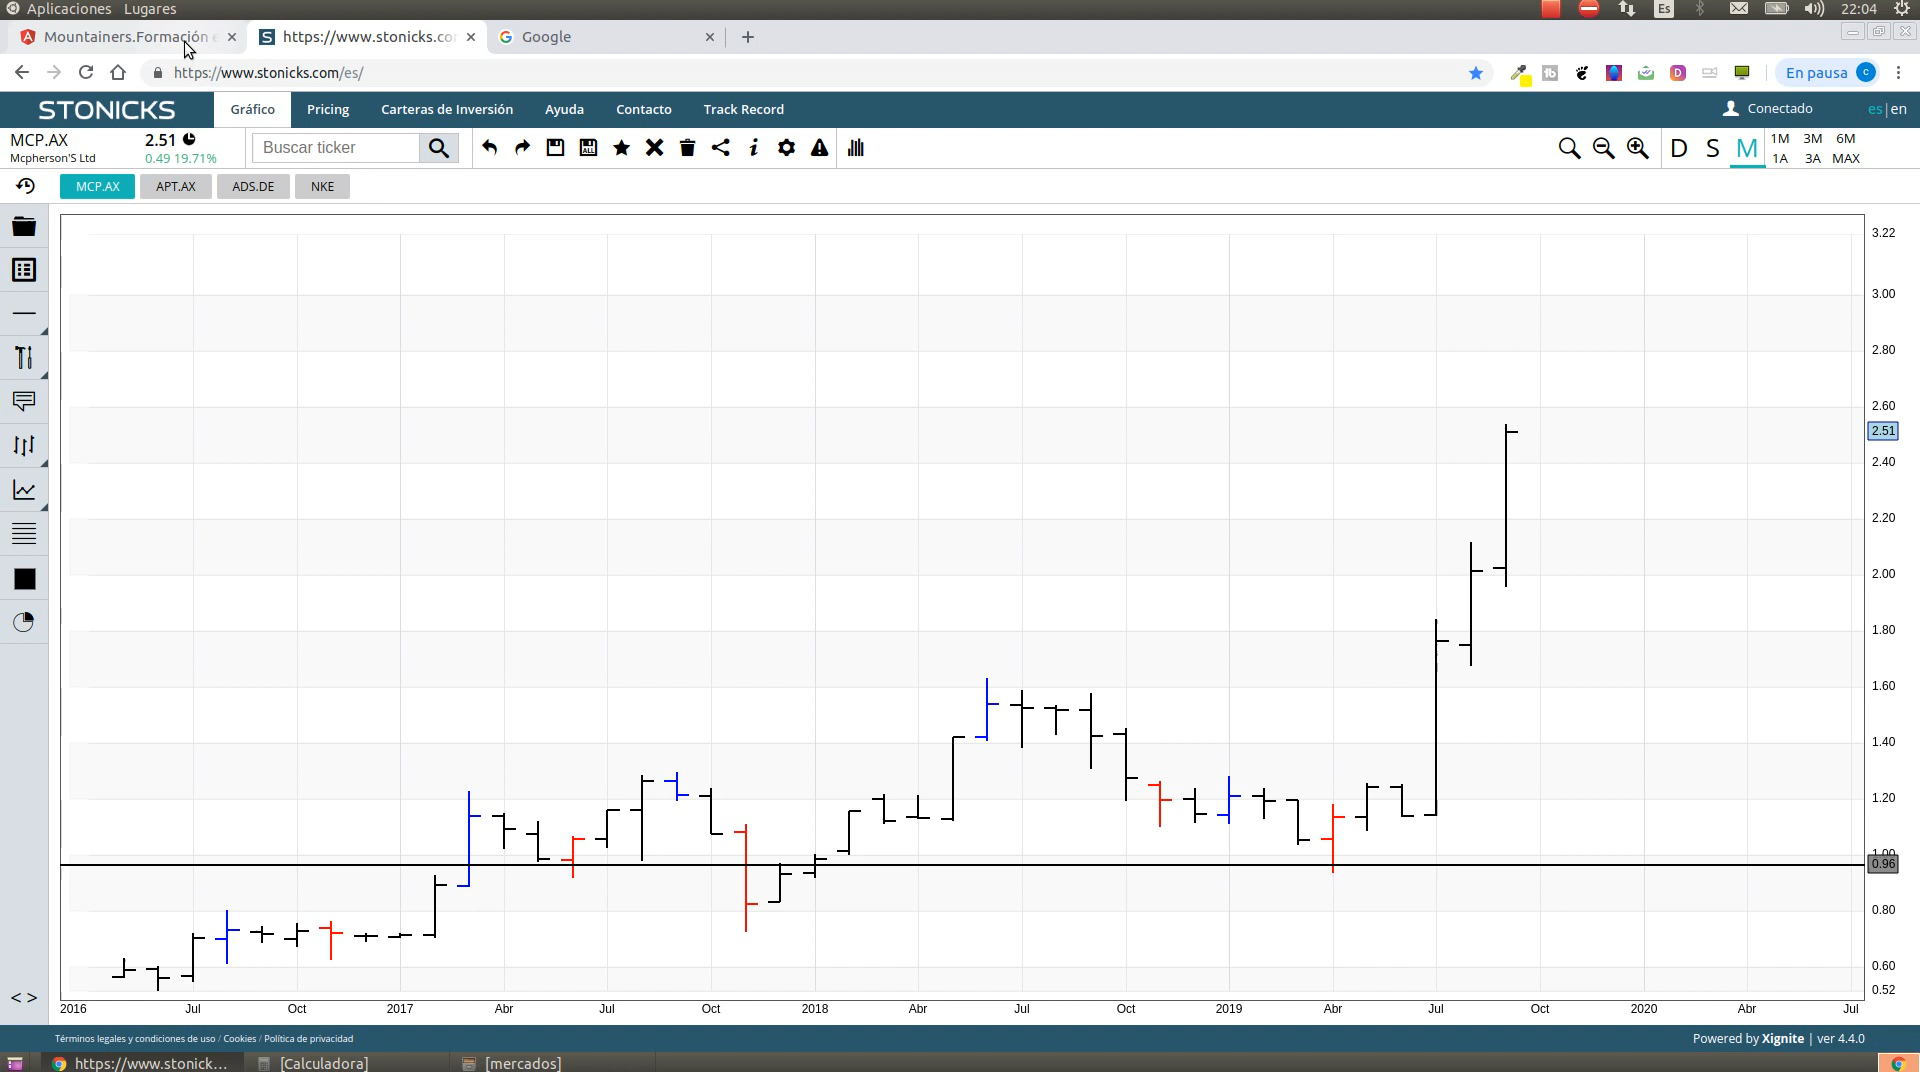 Aplicaciones Lugares
Es 22:04
Mountainers.Formación
https://www.stonicks.co
Google
https://www.stonicks.com/es/
En pausa c
STONICKS
Gráfico Pricing Carteras de Inversión Ayuda Contacto Track Record
Conectado es|en
MCP.AX 2.51
Mcpherson'S Ltd 0.49 19.71%
Buscar ticker
D S M
1M 3M 6M
1A 3A MAX
MCP.AX APT.AX ADS.DE NKE
3.22
3.00
2.80
2.60
2.51
2.40
2.20
2.00
1.80
1.60
1.40
1.20
1.00
0.96
0.80
0.60
0.52
< >
2016 Jul Oct 2017 Abr Jul Oct 2018 Abr Jul Oct 2019 Abr Jul Oct 2020 Abr Jul
Términos legales y condiciones de uso / Cookies / Política de privacidad
Powered by Xignite | ver 4.4.0
https://www.stonick... [Calculadora] [mercados]